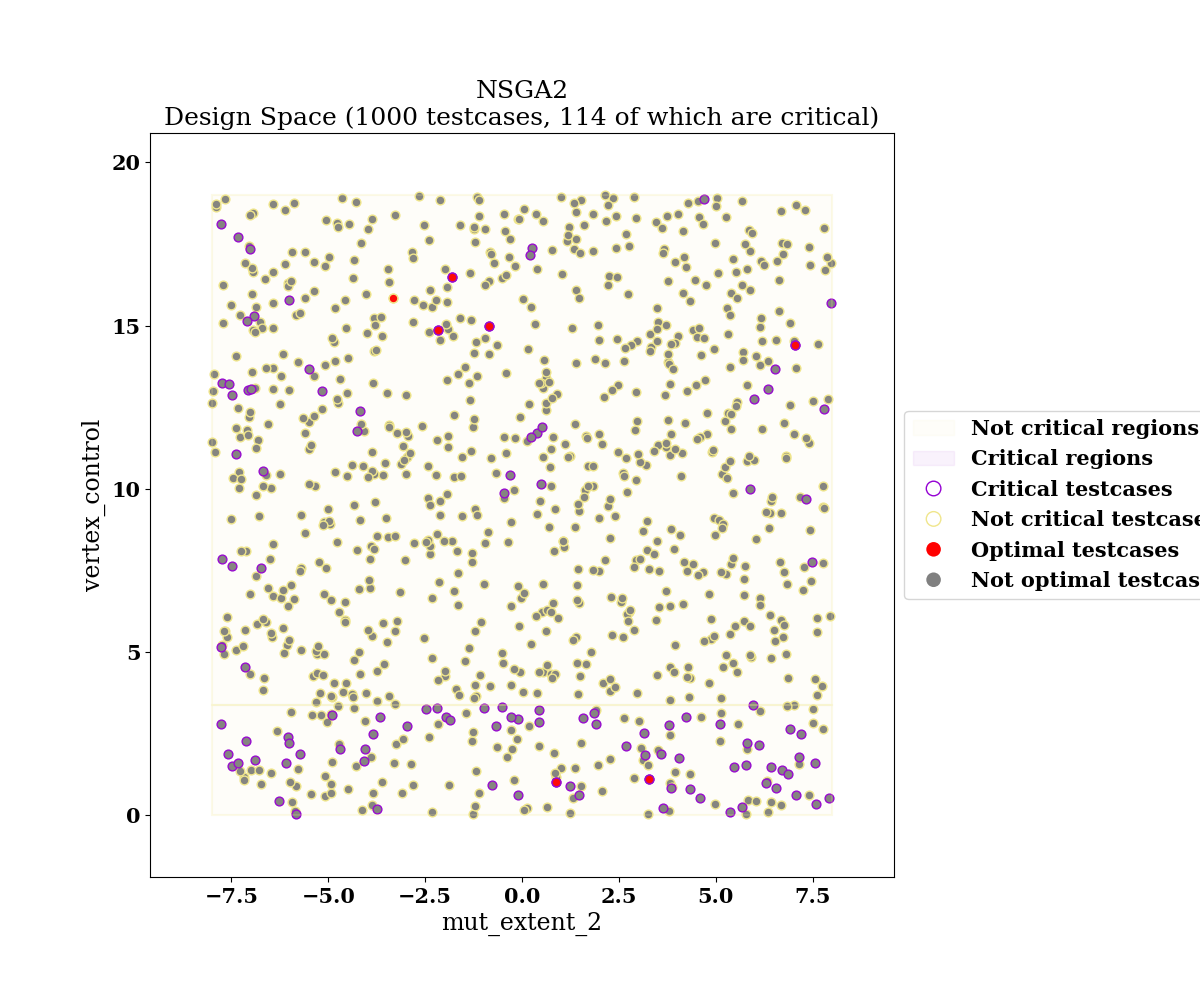 NSGA2
Design Space (1000 testcases, 114 of which are critical)
20
15
10
5
0
vertex_control
−7.5 −5.0 −2.5 0.0 2.5 5.0 7.5
mut_extent_2
Not critical regions
Critical regions
Critical testcases
Not critical testcase
Optimal testcases
Not optimal testcas